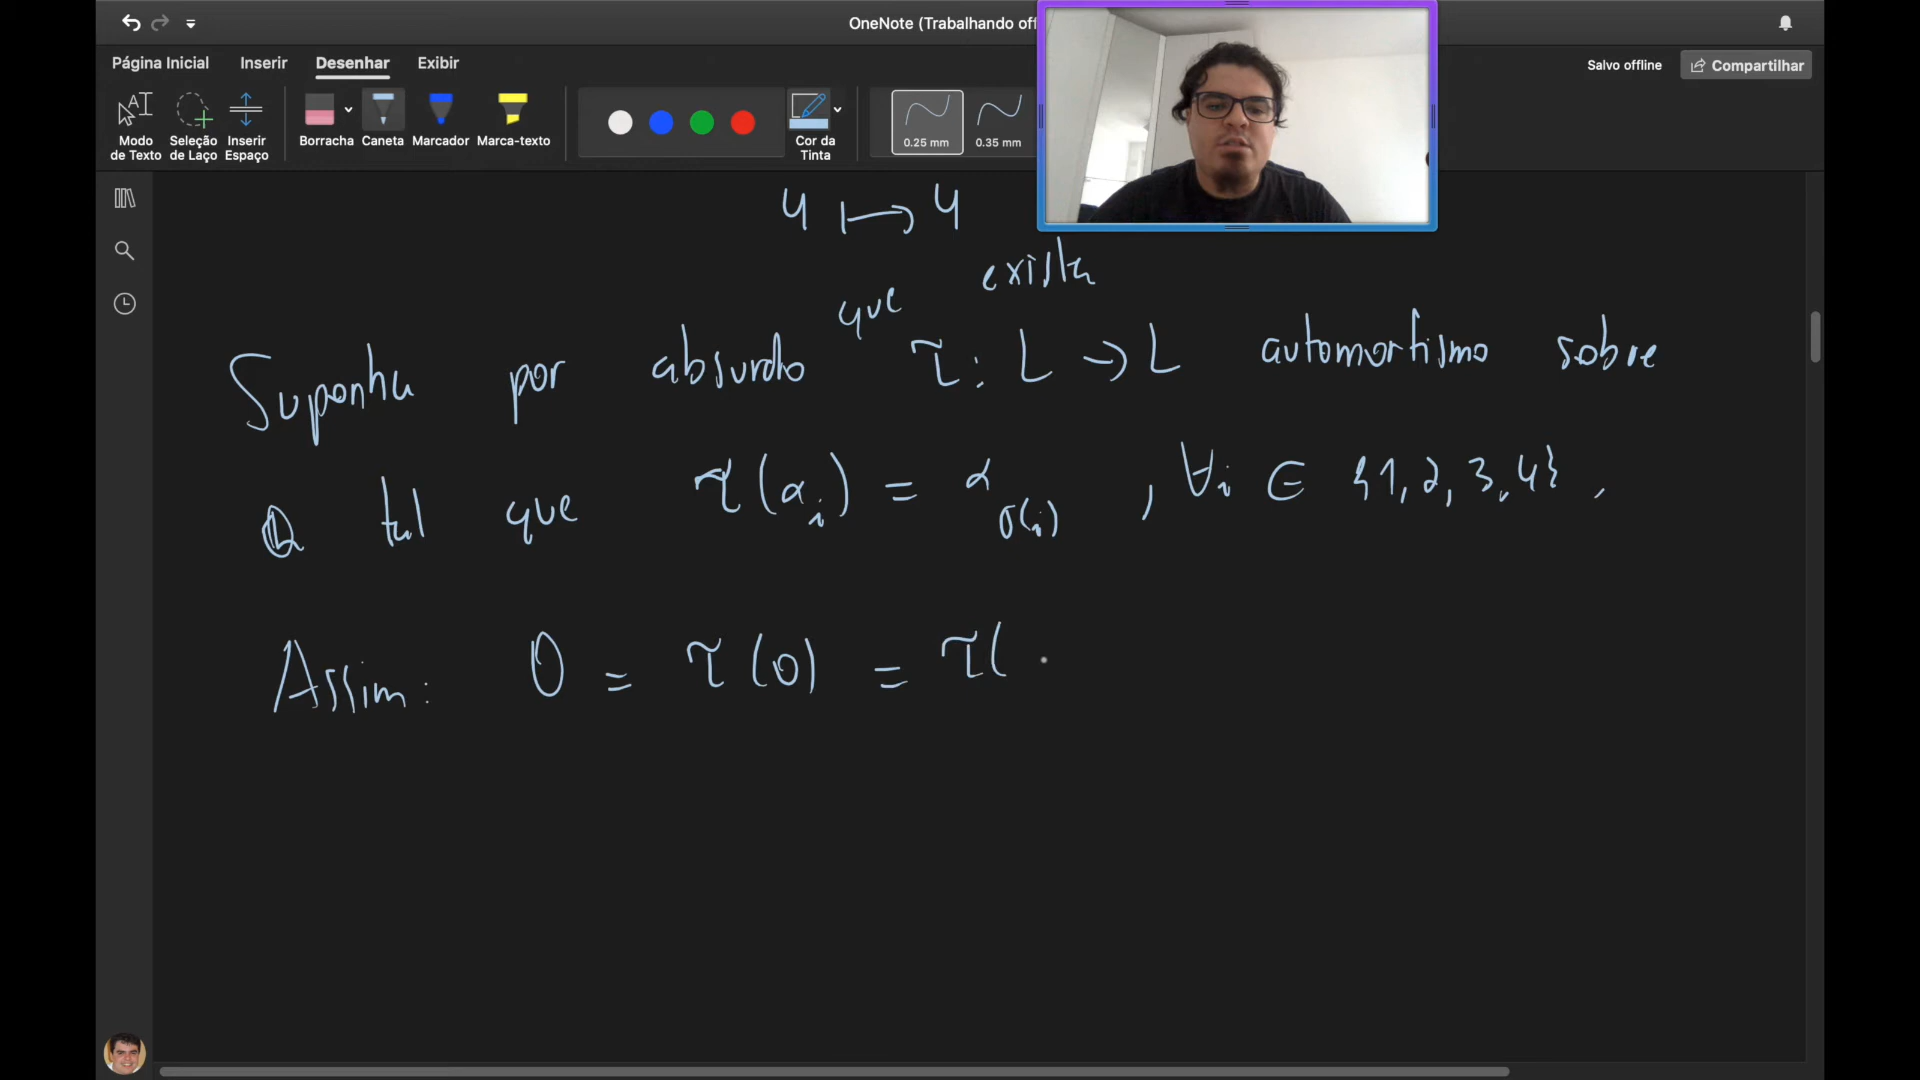 OneNote (Trabalhando off
Página Inicial Inserir Desenhar Exibir
Salvo offline Compartilhar
Modo de Texto Seleção de Laço Inserir Espaço Borracha Caneta Marcador Marca-texto Cor da Tinta 0.25 mm 0.35 mm
4 ↦ 4
que exista
Suponha por absurdo τ: L → L automorfismo sobre
ℚ tal que τ(α_i) = α_σ(i), ∀i ∈ {1, 2, 3, 4},
Assim: 0 = τ(0) = τ(